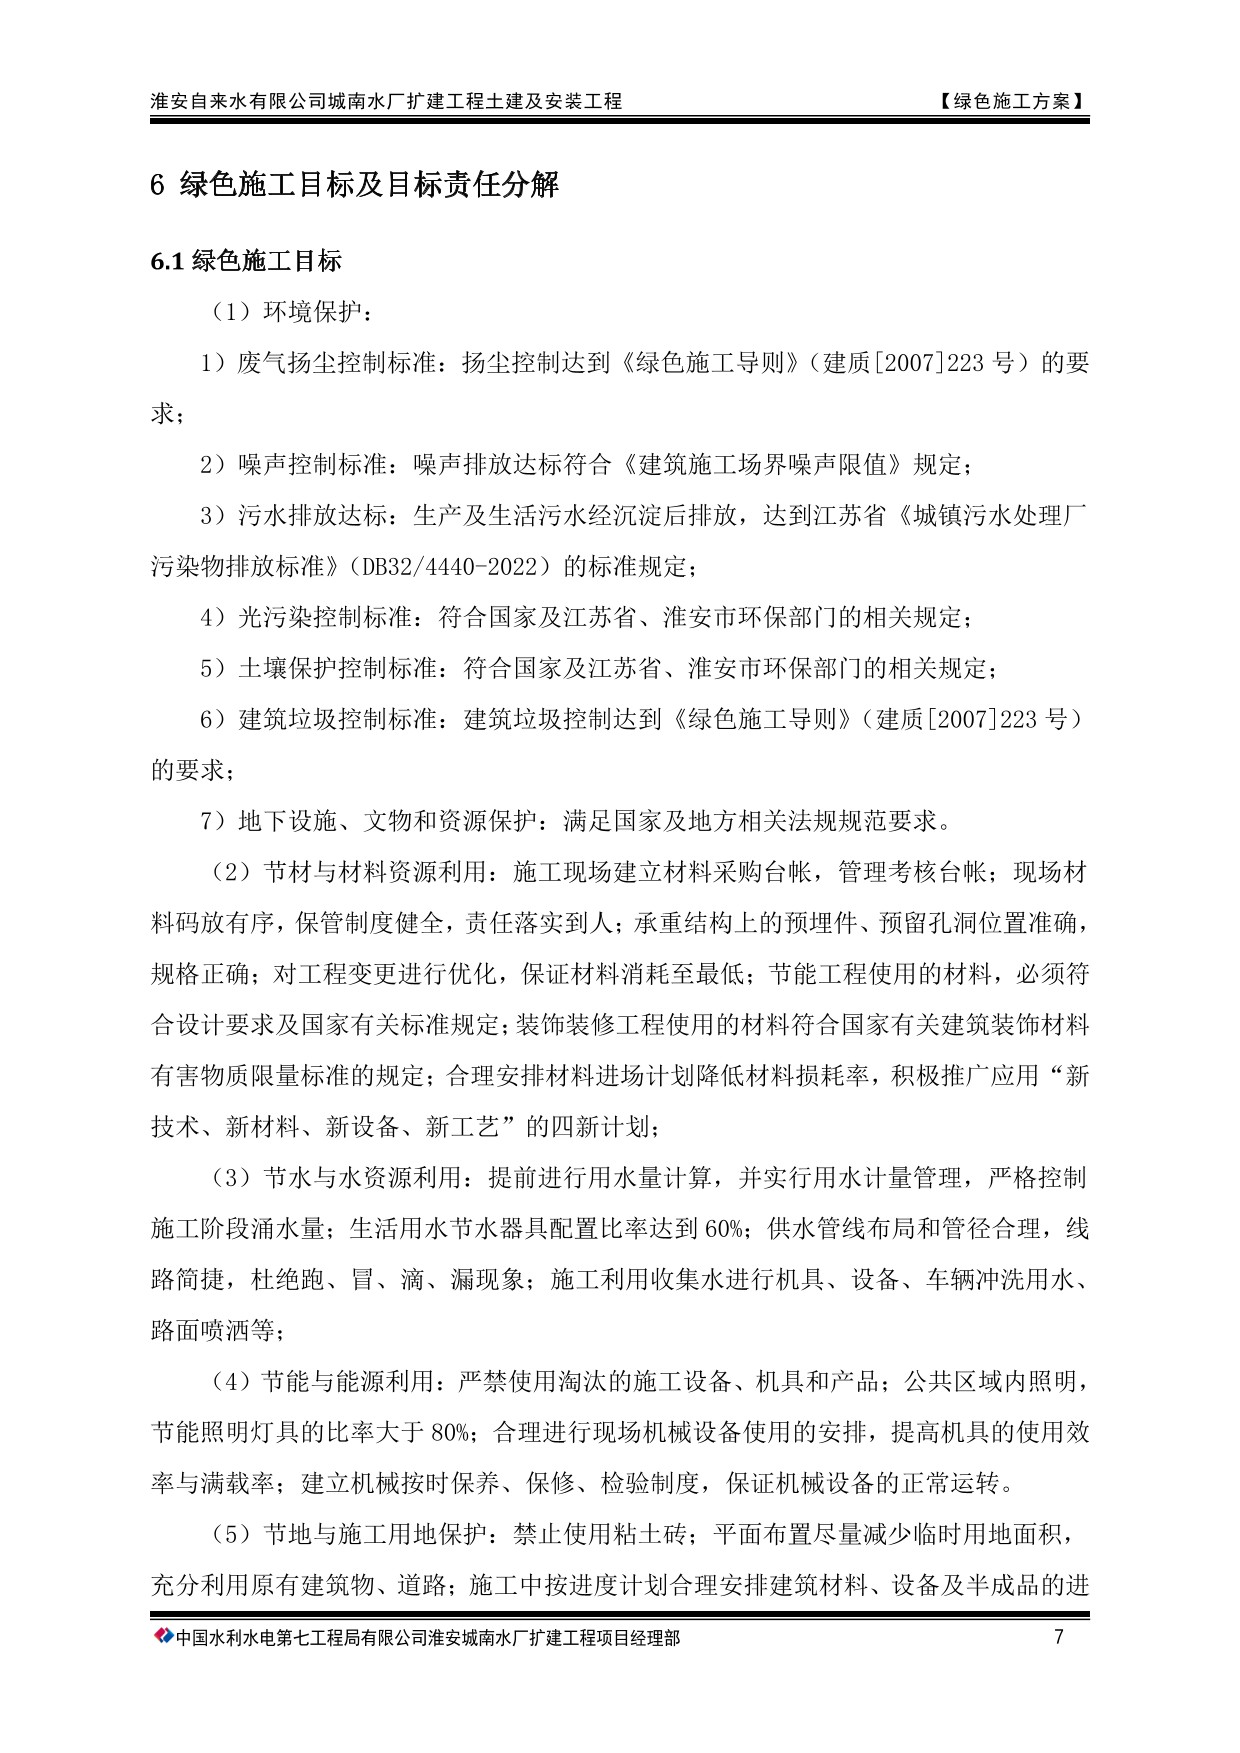 淮安自来水有限公司城南水厂扩建工程土建及安装工程 【绿色施工方案】
6 绿色施工目标及目标责任分解
6.1 绿色施工目标
（1）环境保护：
1）废气扬尘控制标准：扬尘控制达到《绿色施工导则》（建质[2007]223 号）的要
求；
2）噪声控制标准：噪声排放达标符合《建筑施工场界噪声限值》规定；
3）污水排放达标：生产及生活污水经沉淀后排放，达到江苏省《城镇污水处理厂
污染物排放标准》（DB32/4440-2022）的标准规定；
4）光污染控制标准：符合国家及江苏省、淮安市环保部门的相关规定；
5）土壤保护控制标准：符合国家及江苏省、淮安市环保部门的相关规定；
6）建筑垃圾控制标准：建筑垃圾控制达到《绿色施工导则》（建质[2007]223 号）
的要求；
7）地下设施、文物和资源保护：满足国家及地方相关法规规范要求。
（2）节材与材料资源利用：施工现场建立材料采购台帐，管理考核台帐；现场材
料码放有序，保管制度健全，责任落实到人；承重结构上的预埋件、预留孔洞位置准确，
规格正确；对工程变更进行优化，保证材料消耗至最低；节能工程使用的材料，必须符
合设计要求及国家有关标准规定；装饰装修工程使用的材料符合国家有关建筑装饰材料
有害物质限量标准的规定；合理安排材料进场计划降低材料损耗率，积极推广应用“新
技术、新材料、新设备、新工艺”的四新计划；
（3）节水与水资源利用：提前进行用水量计算，并实行用水计量管理，严格控制
施工阶段涌水量；生活用水节水器具配置比率达到 60%；供水管线布局和管径合理，线
路简捷，杜绝跑、冒、滴、漏现象；施工利用收集水进行机具、设备、车辆冲洗用水、
路面喷洒等；
（4）节能与能源利用：严禁使用淘汰的施工设备、机具和产品；公共区域内照明，
节能照明灯具的比率大于 80%；合理进行现场机械设备使用的安排，提高机具的使用效
率与满载率；建立机械按时保养、保修、检验制度，保证机械设备的正常运转。
（5）节地与施工用地保护：禁止使用粘土砖；平面布置尽量减少临时用地面积，
充分利用原有建筑物、道路；施工中按进度计划合理安排建筑材料、设备及半成品的进
中国水利水电第七工程局有限公司淮安城南水厂扩建工程项目经理部 7